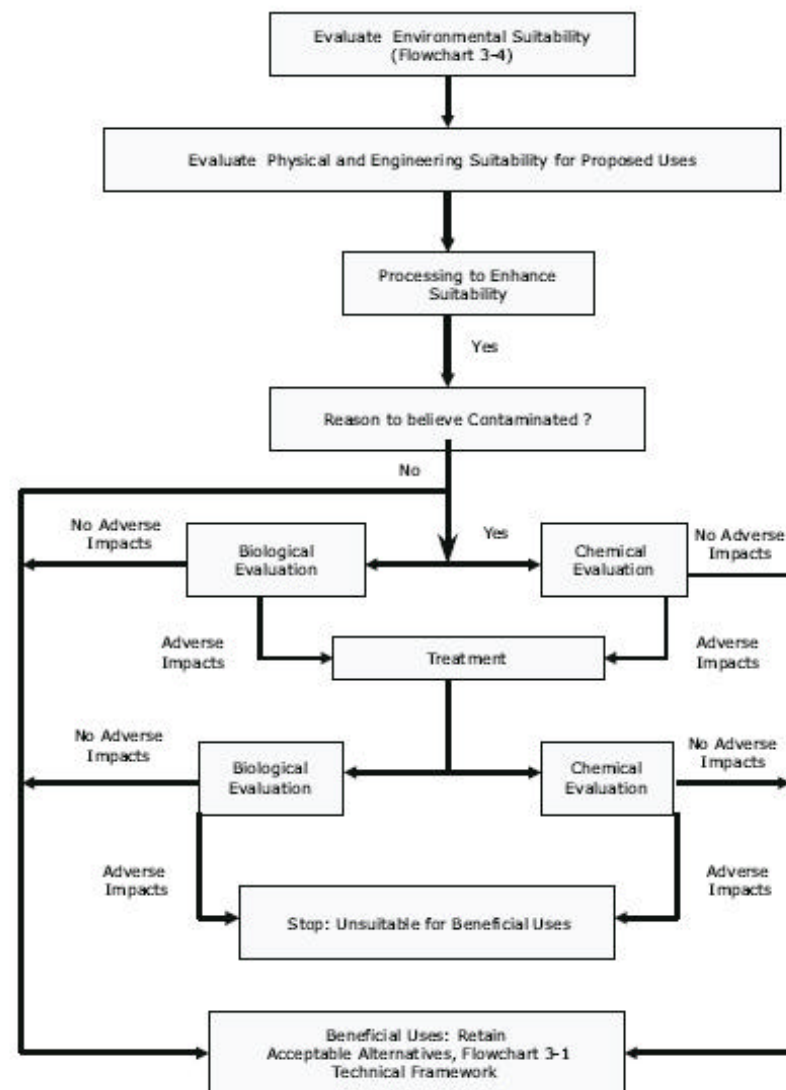 Evaluate Environmental Suitability
(Flowchart 3-4)
Evaluate Physical and Engineering Suitability for Proposed Uses
Processing to Enhance
Suitability
Yes
Reason to believe Contaminated ?
No
No Adverse
Impacts
Biological
Evaluation
Yes
Chemical
Evaluation
No Adverse
Impacts
Adverse
Impacts
Treatment
Adverse
Impacts
No Adverse
Impacts
Biological
Evaluation
Chemical
Evaluation
No Adverse
Impacts
Adverse
Impacts
Stop: Unsuitable for Beneficial Uses
Adverse
Impacts
Beneficial Uses: Retain
Acceptable Alternatives, Flowchart 3-1
Technical Framework